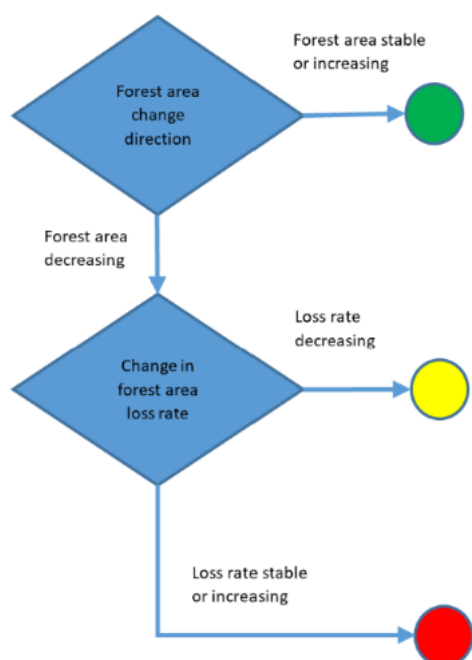 Forest area stable
or increasing
Forest area
change
direction
Forest area
decreasing
Loss rate
decreasing
Change in
forest area
loss rate
Loss rate stable
or increasing